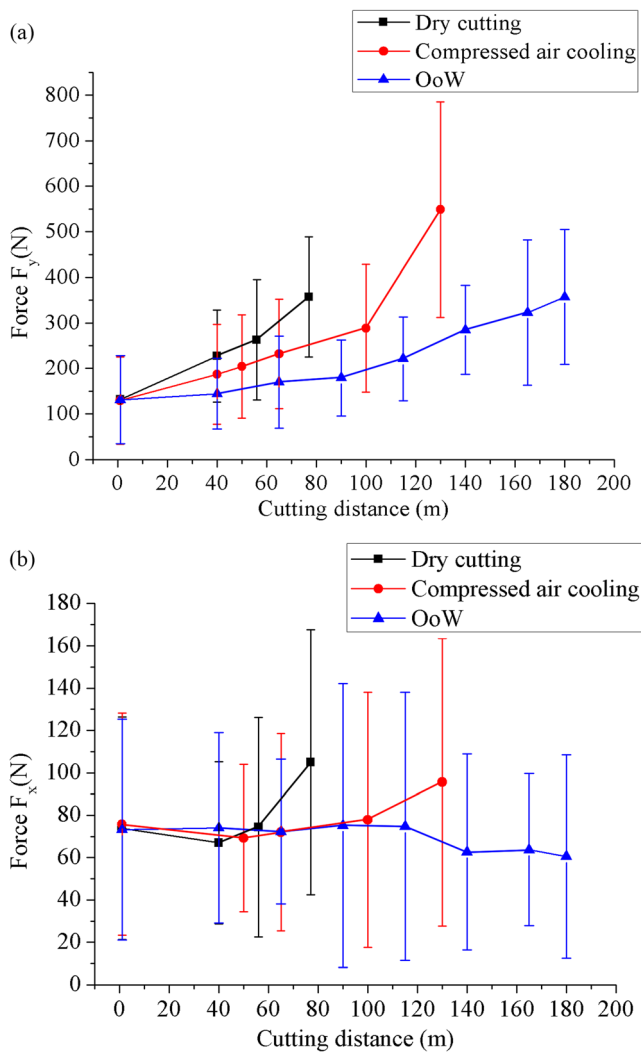 (a)
Dry cutting
Compressed air cooling
OoW
800
700
600
500
400
300
200
100
0
Force F_y(N)
0 20 40 60 80 100 120 140 160 180 200
Cutting distance (m)
(b)
Dry cutting
Compressed air cooling
OoW
180
160
140
120
100
80
60
40
20
0
Force F_x(N)
0 20 40 60 80 100 120 140 160 180 200
Cutting distance (m)